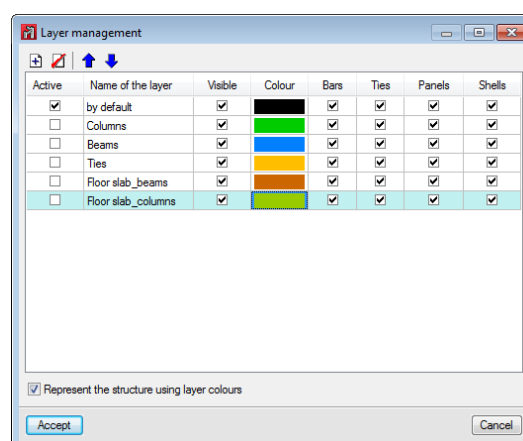 Layer management
Active Name of the layer Visible Colour Bars Ties Panels Shells
by default
Columns
Beams
Ties
Floor slab_beams
Floor slab_columns
Represent the structure using layer colours
Accept Cancel